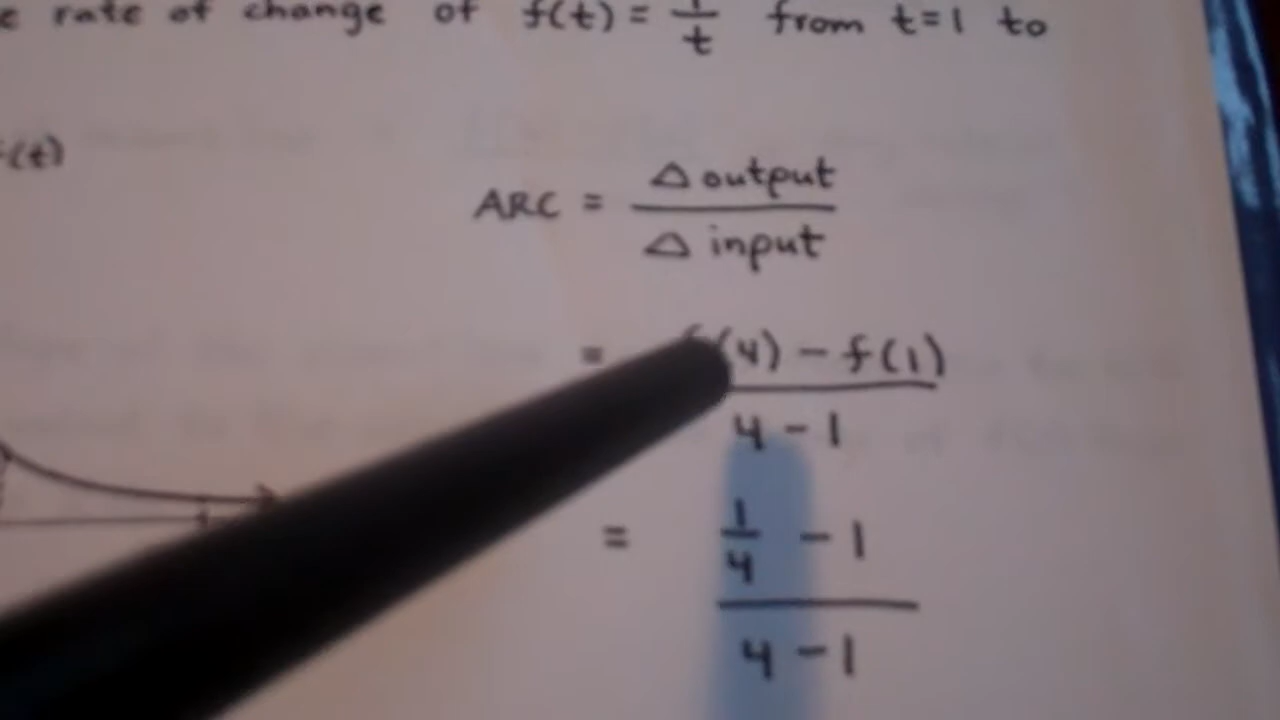 rate of change of f(t) = 1/t from t=1 to
(t)
ARC = Δ output / Δ input
= f(4) - f(1) / 4 - 1
= 1/4 - 1 / 4 - 1